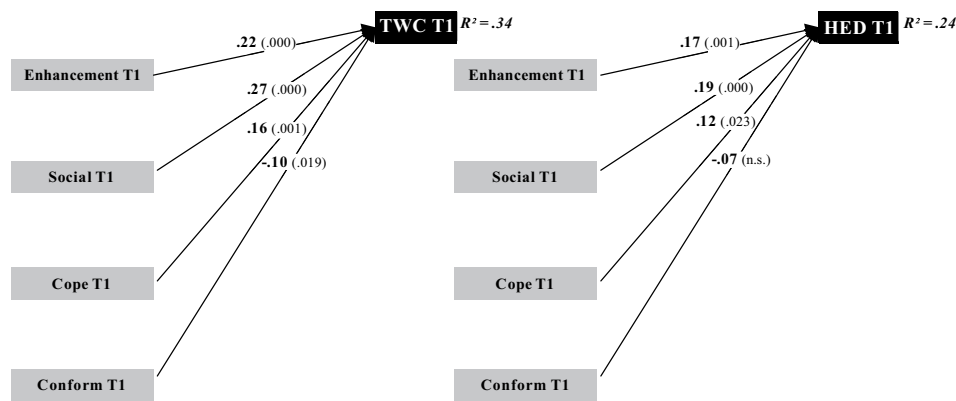 TWC T1 R² = .34
.22 (.000)
Enhancement T1
.27 (.000)
.16 (.001)
-.10 (.019)
Social T1
Cope T1
Conform T1
HED T1 R² = .24
.17 (.001)
Enhancement T1
.19 (.000)
.12 (.023)
-.07 (n.s.)
Social T1
Cope T1
Conform T1